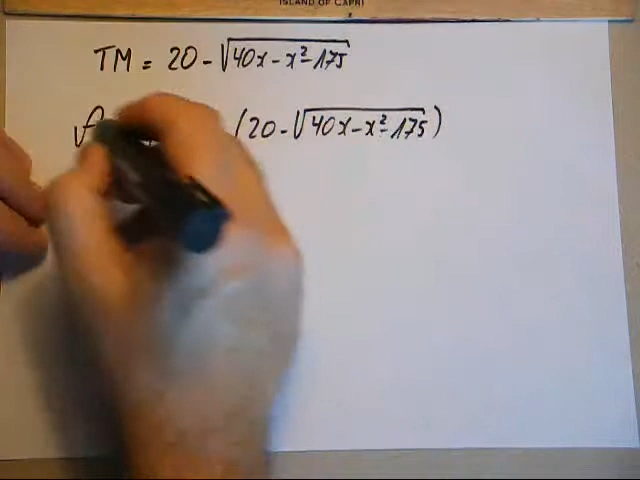 ISLAND OF CAPRI
TM = 20 - √(40x - x² - 175)
(20 - √(40x - x² - 175))